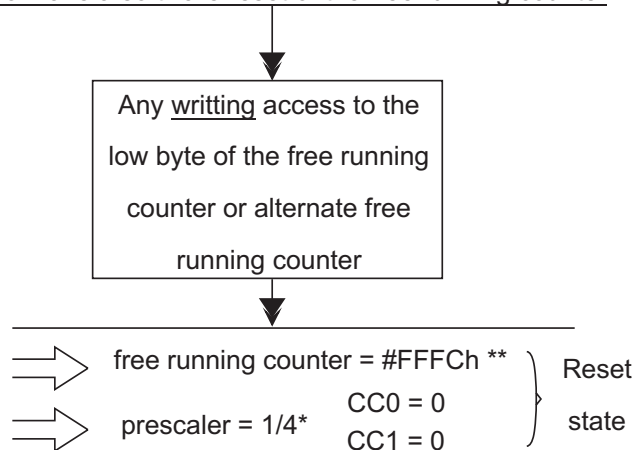 Any writting access to the
low byte of the free running
counter or alternate free
running counter
free running counter = #FFFCh **
prescaler = 1/4*
CC0 = 0
CC1 = 0
Reset
state